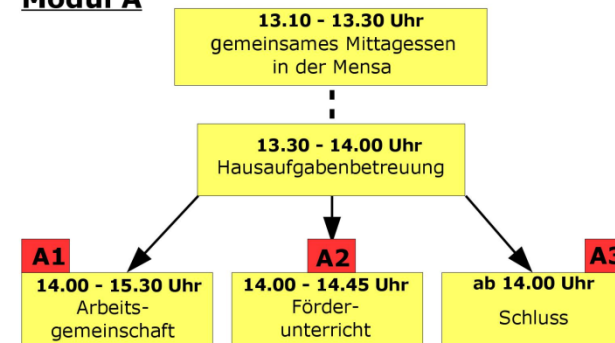 Modul A
13.10 - 13.30 Uhr
gemeinsames Mittagessen
in der Mensa
13.30 - 14.00 Uhr
Hausaufgabenbetreuung
A1
14.00 - 15.30 Uhr
Arbeits-
gemeinschaft
A2
14.00 - 14.45 Uhr
Förder-
unterricht
A3
ab 14.00 Uhr
Schluss